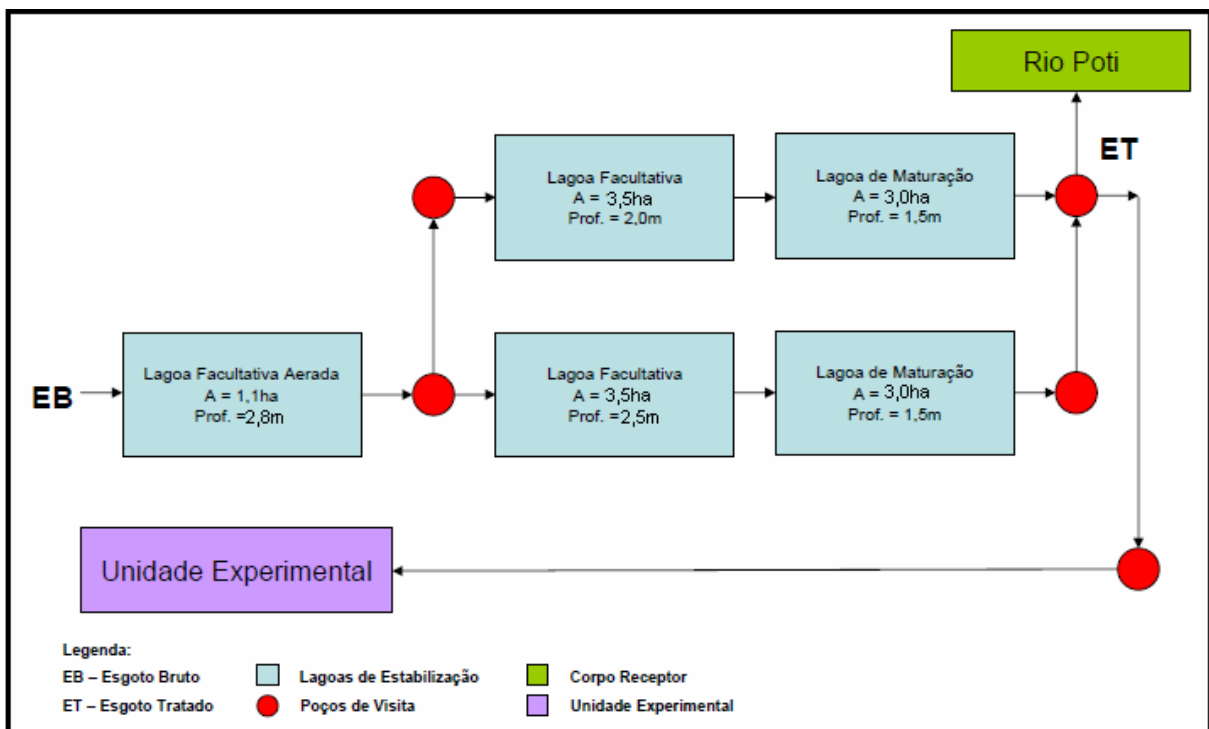 Rio Poti
ET
Lagoa Facultativa
A = 3,5ha
Prof. = 2,0m
Lagoa de Maturação
A = 3,0ha
Prof. = 1,5m
EB
Lagoa Facultativa Aerada
A = 1,1ha
Prof. =2,8m
Lagoa Facultativa
A = 3,5ha
Prof. =2,5m
Lagoa de Maturação
A = 3,0ha
Prof. = 1,5m
Unidade Experimental
Legenda:
EB – Esgoto Bruto
Lagoas de Estabilização
Corpo Receptor
ET – Esgoto Tratado
Poços de Visita
Unidade Experimental